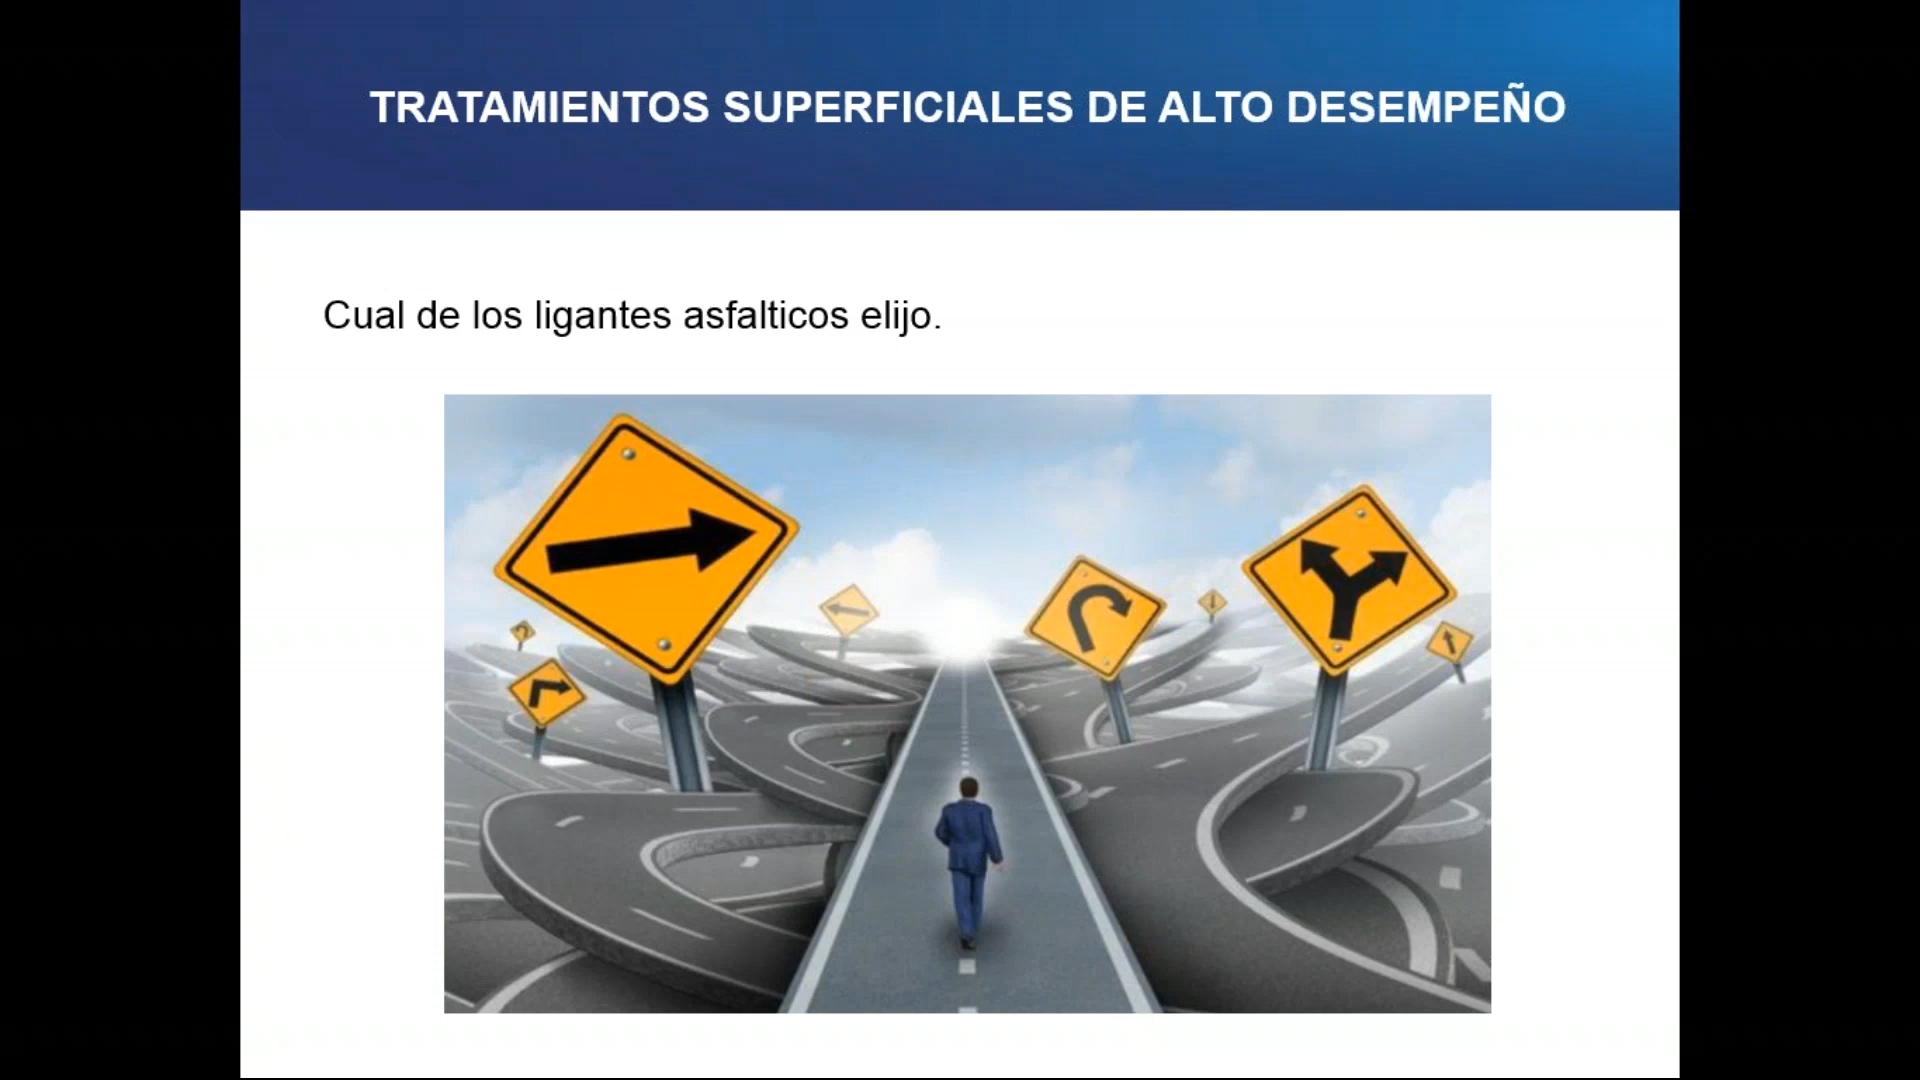 TRATAMIENTOS SUPERFICIALES DE ALTO DESEMPEÑO
Cual de los ligantes asfalticos elijo.